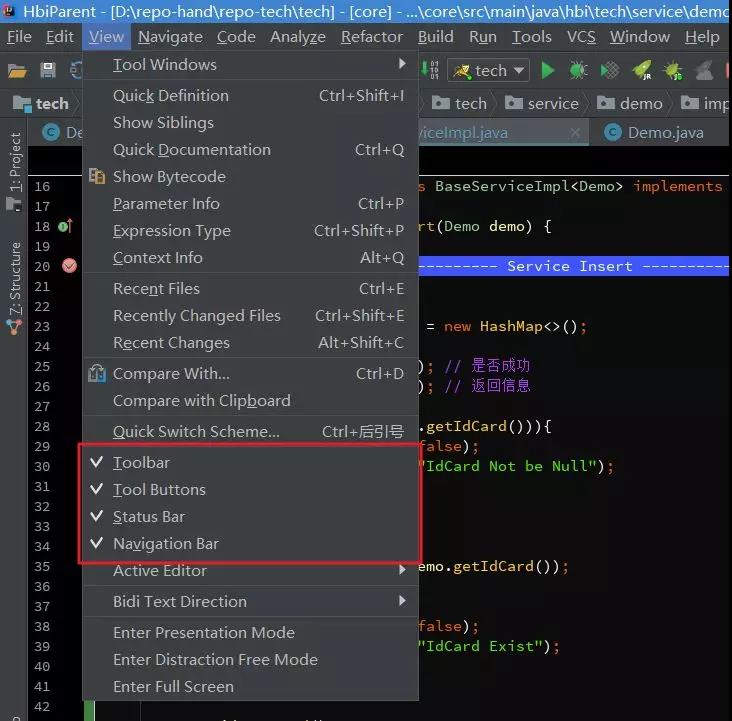 HbiParent - [D:\repo-hand\repo-tech\tech] - [core] - ...\core\src\main\java\hbi\tech\service\demo
File Edit View Navigate Code Analyze Refactor Build Run Tools VCS Window Help
tech
tech tech service demo imp
De viceImpl.java Demo.java
1: Project
7: Structure
Tool Windows
Quick Definition Ctrl+Shift+I
Show Siblings
Quick Documentation Ctrl+Q
Show Bytecode
Parameter Info Ctrl+P
Expression Type Ctrl+Shift+P
Context Info Alt+Q
Recent Files Ctrl+E
Recently Changed Files Ctrl+Shift+E
Recent Changes Alt+Shift+C
Compare With... Ctrl+D
Compare with Clipboard
Quick Switch Scheme... Ctrl+后引号
Toolbar
Tool Buttons
Status Bar
Navigation Bar
Active Editor
Bidi Text Direction
Enter Presentation Mode
Enter Distraction Free Mode
Enter Full Screen
16 s BaseServiceImpl<Demo> implements
17
18 rt(Demo demo) {
19
20 --------- Service Insert ----------
21
22
23 = new HashMap<>();
24
25 ); // 是否成功
26 ); // 返回信息
27
28 .getIdCard())){
29 false);
30 "IdCard Not be Null");
31
32
33
34
35 emo.getIdCard());
36
37
38 false);
39 "IdCard Exist");
40
41
42